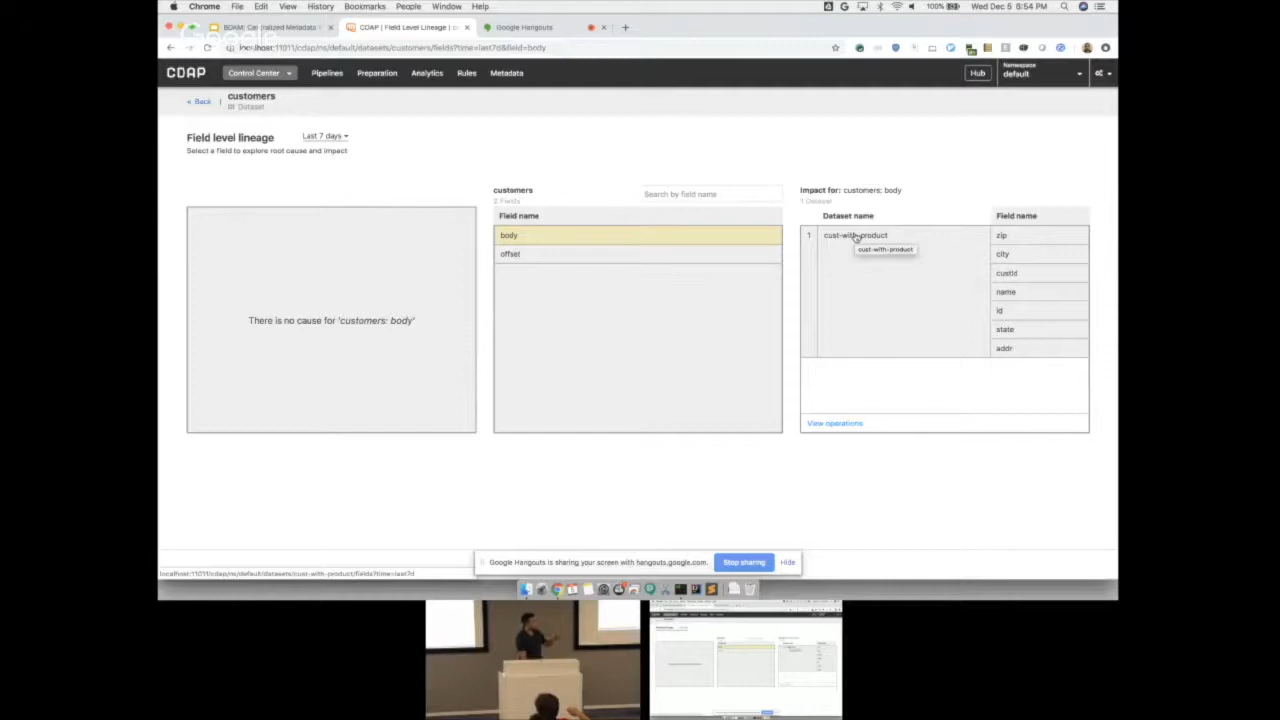 Chrome File Edit View History Bookmarks People Window Help
100% Wed Dec 5 6:54 PM
BDAM: Centralized Metadata
CDAP | Field Level Lineage | c
Google Hangouts
Google
localhost:11011/cdap/ns/default/datasets/customers/fields?time=last7d&field=body
CDAP Control Center Pipelines Preparation Analytics Rules Metadata Hub
Namespace
default
< Back | customers
Dataset
Field level lineage Last 7 days
Select a field to explore root cause and impact
customers Search by field name
2 Fields
Impact for: customers: body
1 Dataset
Field name
body
offset
There is no cause for 'customers: body'
Dataset name Field name
1 cust-with-product zip
cust-with-product
city
custId
name
id
state
addr
View operations
Google Hangouts is sharing your screen with hangouts.google.com. Stop sharing Hide
localhost:11011/cdap/ns/default/datasets/cust-with-product/fields?time=last7d